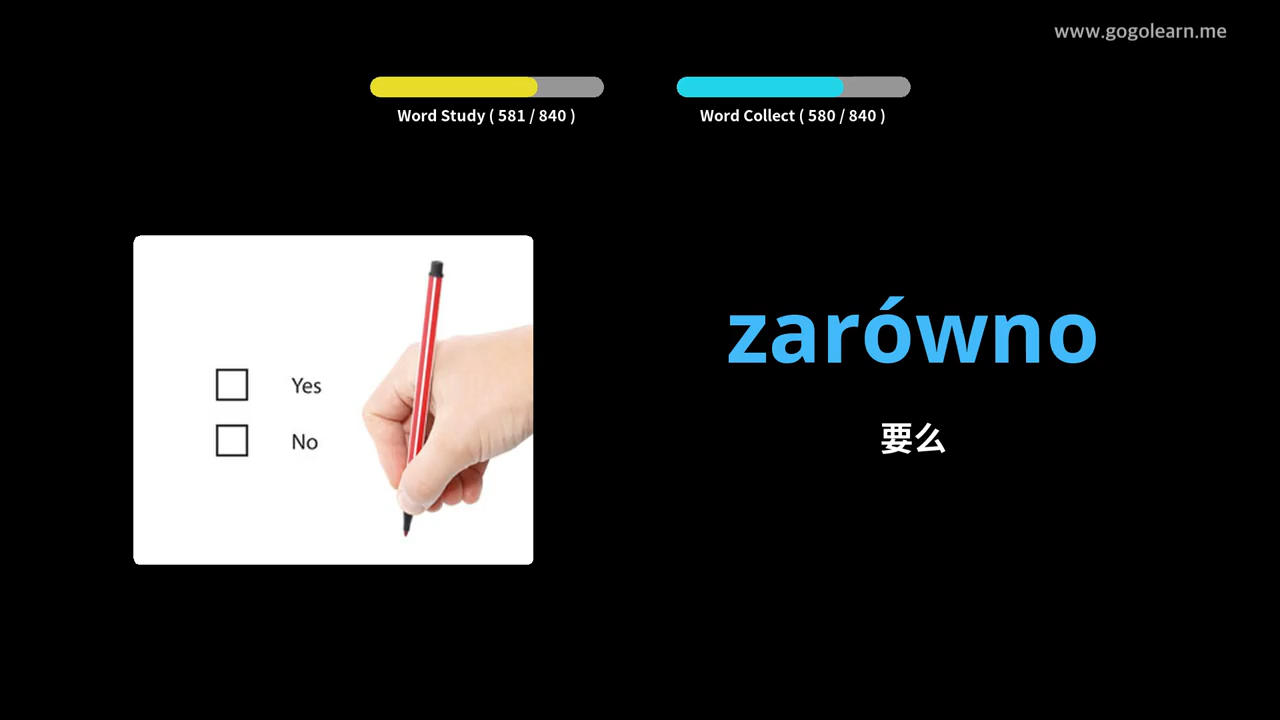 www.gogolearn.me
Word Study ( 581 / 840 )
Word Collect ( 580 / 840 )
zarówno
要么
Yes
No